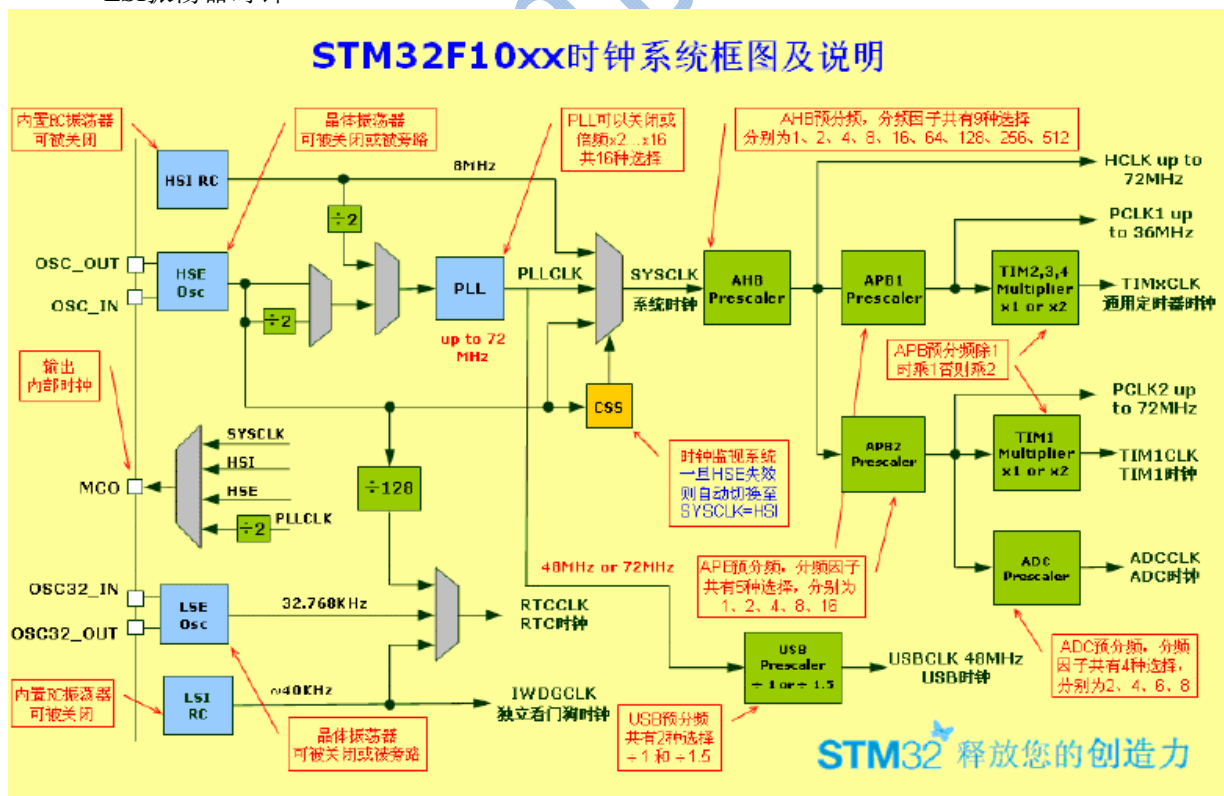 STM32F10xx时钟系统框图及说明
内置RC振荡器
可被关闭
晶体振荡器
可被关闭或被旁路
PLL可以关闭或
倍频x2...x16
共16种选择
AHB预分频，分频因子共有9种选择
分别为1、2、4、8、16、64、128、256、512
HSI RC
8MHz
÷2
HCLK up to
72MHz
PCLK1 up
to 36MHz
OSC_OUT
OSC_IN
HSE
Osc
÷2
PLL
up to 72
MHz
PLLCLK
SYSCLK
系统时钟
AHB
Prescaler
APB1
Prescaler
TIM2,3,4
Multiplier
x1 or x2
TIMxCLK
通用定时器时钟
APB预分频除1
时乘1否则乘2
输出
内部时钟
CSS
PCLK2 up
to 72MHz
SYSCLK
HSI
HSE
PLLCLK
÷2
MCO
÷128
时钟监视系统
一旦HSE失效
则自动切换至
SYSCLK=HSI
APB2
Prescaler
TIM1
Multiplier
x1 or x2
TIM1CLK
TIM1时钟
48MHz or 72MHz
APB预分频，分频因子
共有5种选择，分别为
1、2、4、8、16
ADC
Prescaler
ADCCLK
ADC时钟
OSC32_IN
OSC32_OUT
LSE
Osc
32.768KHz
RTCCLK
RTC时钟
USB
Prescaler
÷ 1 or ÷ 1.5
USBCLK 48MHz
USB时钟
ADC预分频，分频
因子共有4种选择，
分别为2、4、6、8
内置RC振荡器
可被关闭
LSI
RC
~40KHz
IWDGCLK
独立看门狗时钟
晶体振荡器
可被关闭或被旁路
USB预分频
共有2种选择
÷1 和 ÷1.5
STM32 释放您的创造力